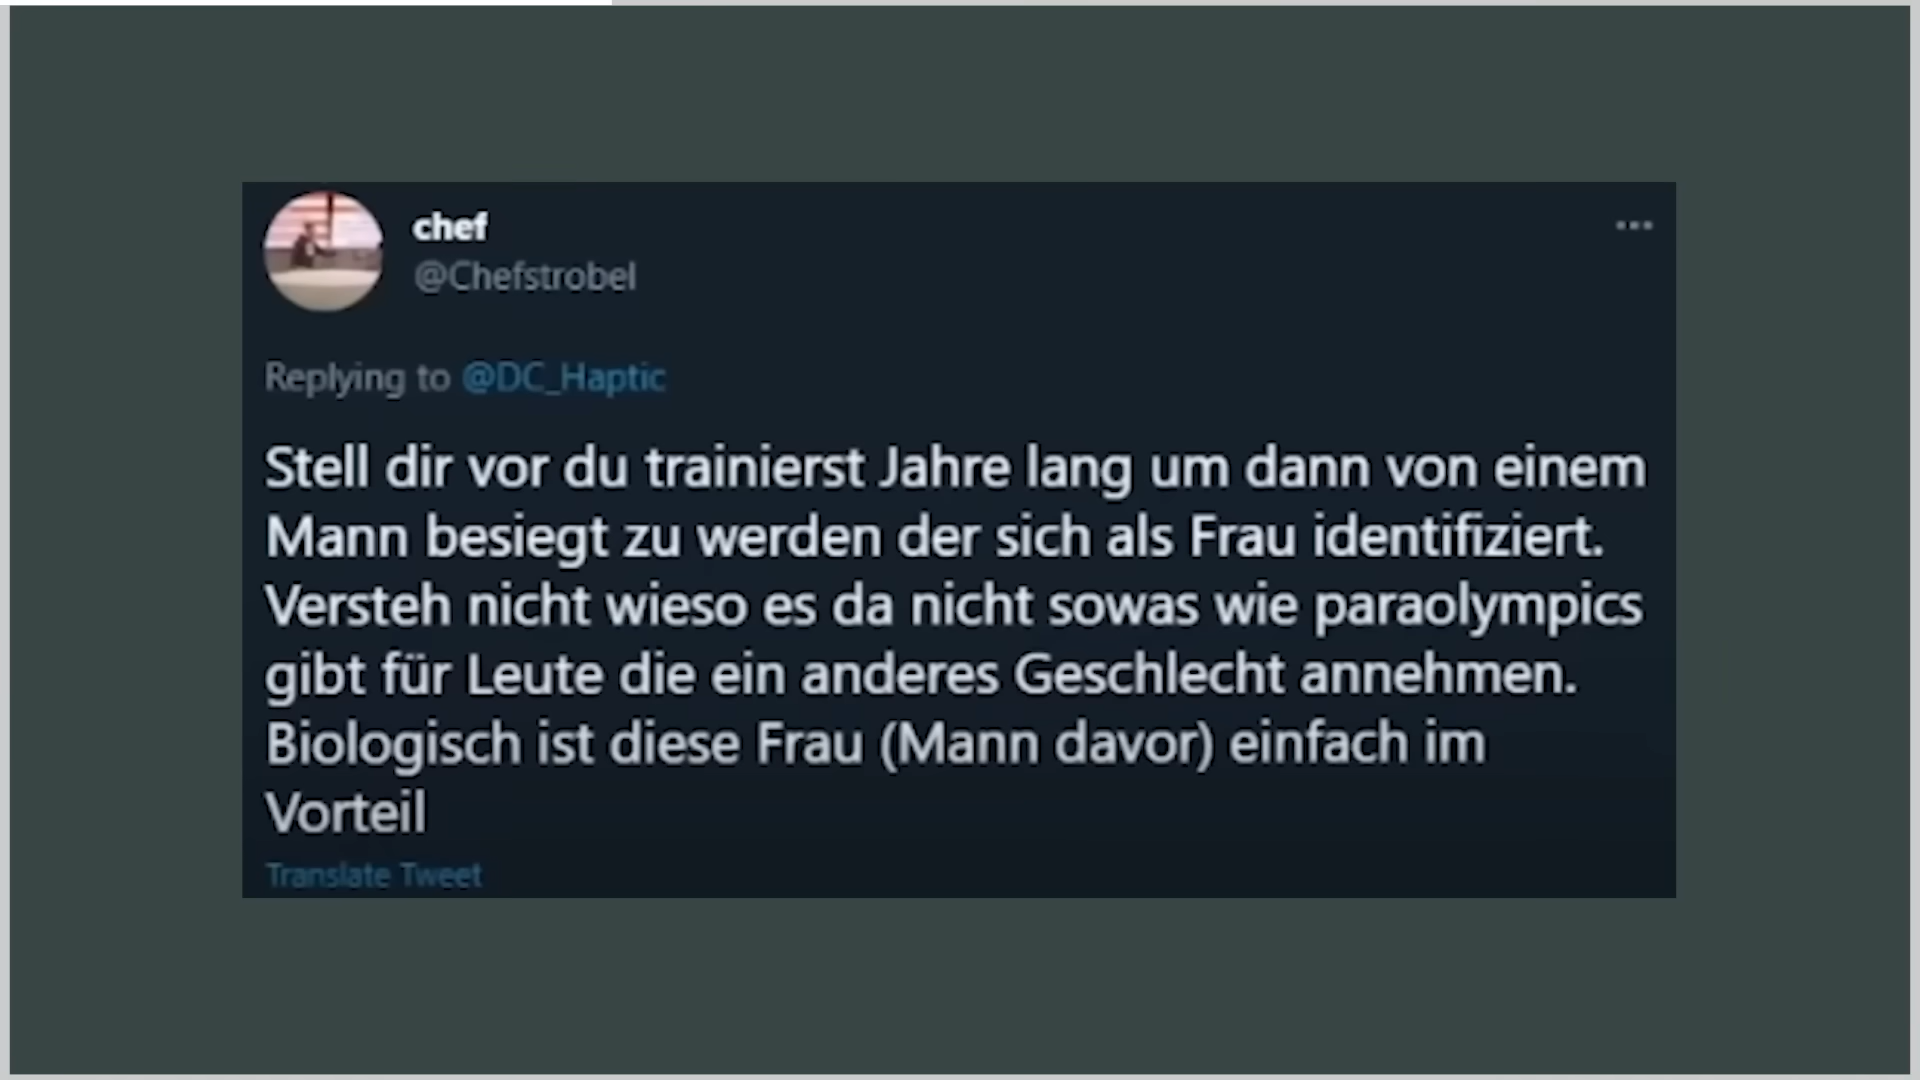 chef
@Chefstrobel
Replying to @DC_Haptic
Stell dir vor du trainierst Jahre lang um dann von einem
Mann besiegt zu werden der sich als Frau identifiziert.
Versteh nicht wieso es da nicht sowas wie paraolympics
gibt für Leute die ein anderes Geschlecht annehmen.
Biologisch ist diese Frau (Mann davor) einfach im
Vorteil
Translate Tweet